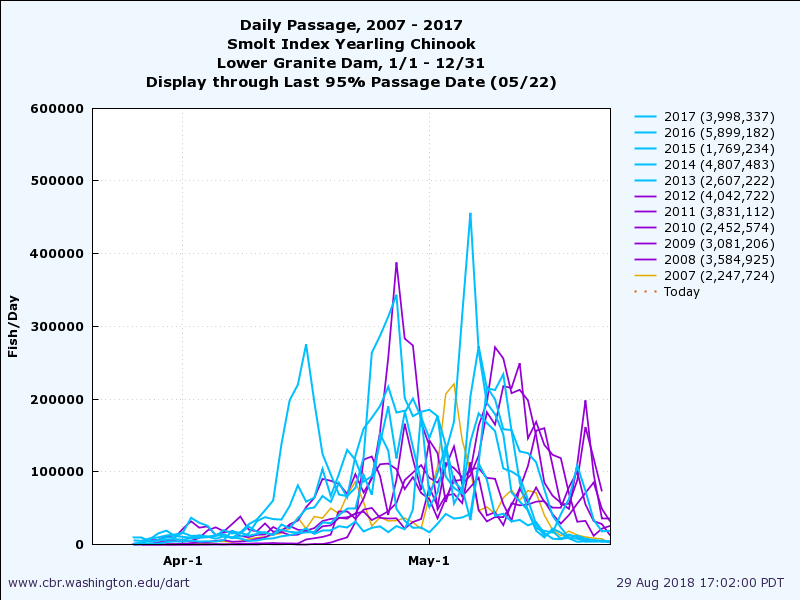 Daily Passage, 2007 - 2017
Smolt Index Yearling Chinook
Lower Granite Dam, 1/1 - 12/31
Display through Last 95% Passage Date (05/22)
600000
500000
400000
300000
200000
100000
0
Fish/Day
Apr-1
May-1
2017 (3,998,337)
2016 (5,899,182)
2015 (1,769,234)
2014 (4,807,483)
2013 (2,607,222)
2012 (4,042,722)
2011 (3,831,112)
2010 (2,452,574)
2009 (3,081,206)
2008 (3,584,925)
2007 (2,247,724)
Today
www.cbr.washington.edu/dart
29 Aug 2018 17:02:00 PDT